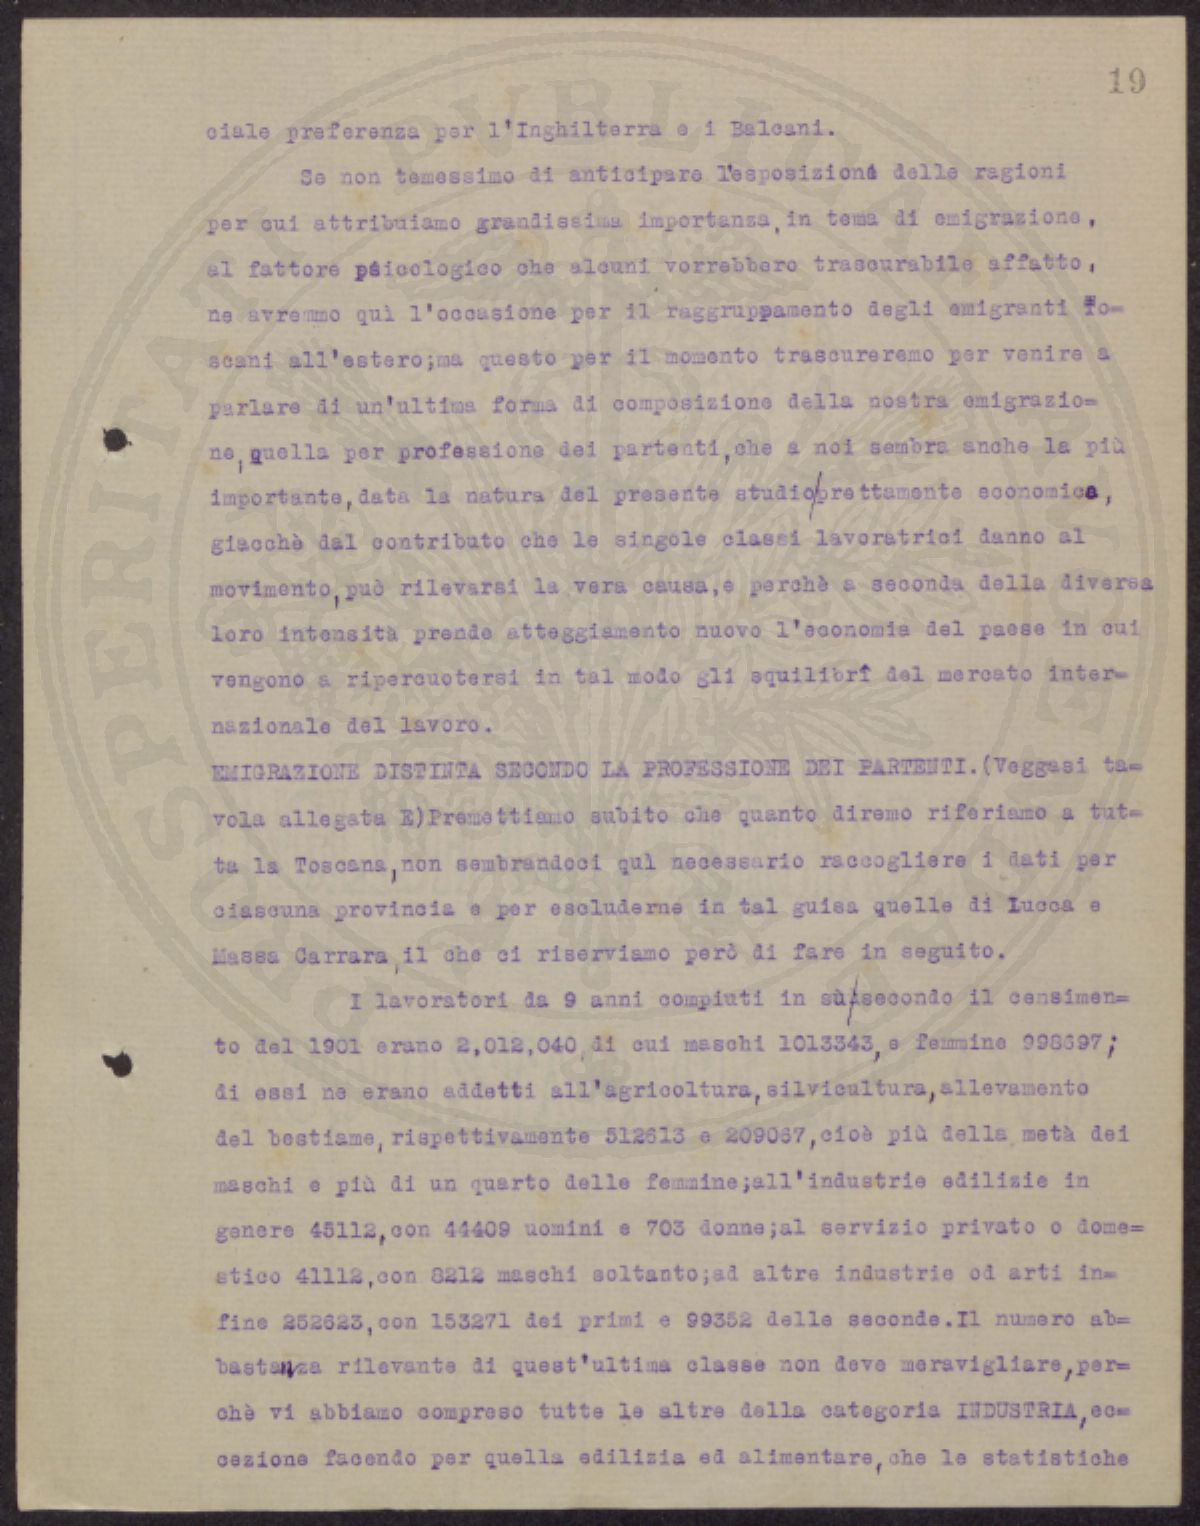 19
ciale preferenza per l'Inghilterra e i Balcani.
Se non temessimo di anticipare l'esposizione delle ragioni
per cui attribuiamo grandissima importanza, in tema di emigrazione,
al fattore psicologico che alcuni vorrebbero trascurabile affatto,
ne avremmo quì l'occasione per il raggruppamento degli emigranti To=
scani all'estero;ma questo per il momento trascureremo per venire a
parlare di un'ultima forma di composizione della nostra emigrazio=
ne, quella per professione dei partenti,che a noi sembra anche la più
importante, data la natura del presente studio prettamente economico,
giacchè dal contributo che le singole classi lavoratrici danno al
movimento, può rilevarsi la vera causa,e perchè a seconda della diversa
loro intensità prende atteggiamento nuovo l'economia del paese in cui
vengono a ripercuotersi in tal modo gli squilibrî del mercato inter=
nazionale del lavoro.
EMIGRAZIONE DISTINTA SECONDO LA PROFESSIONE DEI PARTENTI.(Veggasi ta=
vola allegata E)Premettiamo subito che quanto diremo riferiamo a tut=
ta la Toscana,non sembrandoci quì necessario raccogliere i dati per
ciascuna provincia e per escluderne in tal guisa quelle di Lucca e
Massa Carrara, il che ci riserviamo però di fare in seguito.
I lavoratori da 9 anni compiuti in sù secondo il censimen=
to del 1901 erano 2,012,040, di cui maschi 1013343, e femmine 998697;
di essi ne erano addetti all'agricoltura,silvicultura,allevamento
del bestiame, rispettivamente 512613 e 209067,cioè più della metà dei
maschi e più di un quarto delle femmine;all'industrie edilizie in
genere 45112,con 44409 uomini e 703 donne;al servizio privato o dome=
stico 41112,con 8212 maschi soltanto;ad altre industrie od arti in=
fine 252623,con 153271 dei primi e 99352 delle seconde.Il numero ab=
bastanza rilevante di quest'ultima classe non deve meravigliare,per=
chè vi abbiamo compreso tutte le altre della categoria INDUSTRIA,ec=
cezione facendo per quella edilizia ed alimentare,che le statistiche